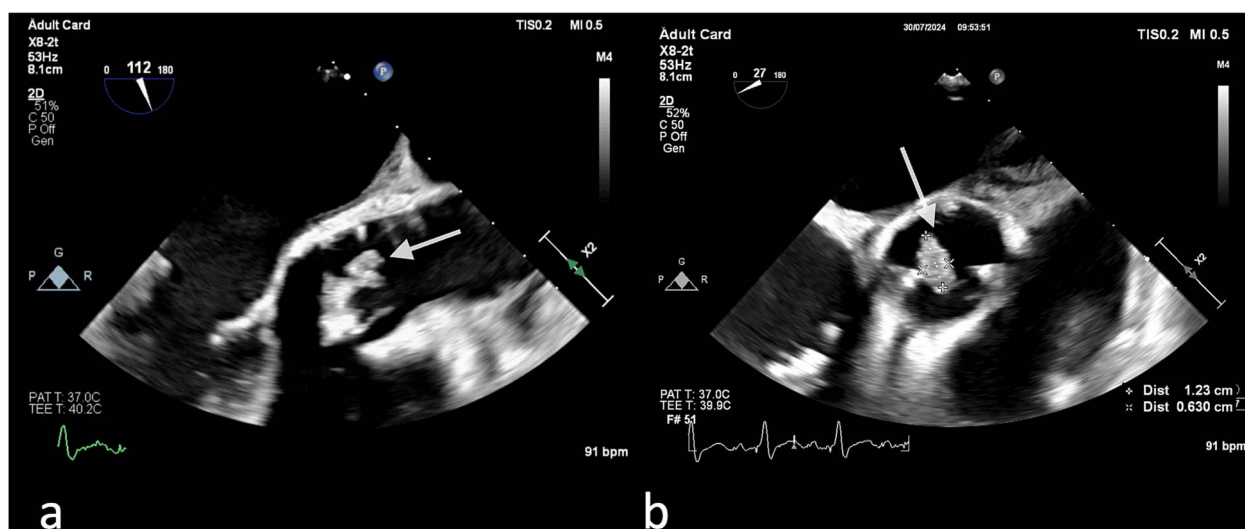 Adult Card
X8-2t
53Hz
8.1cm
2D
51%
C 50
P Off
Gen
0 112 180
TIS0.2 MI 0.5
M4
P
G
P R
X2
PAT T: 37.0C
TEE T: 40.2C
91 bpm
a
30/07/2024 09:53:51
Adult Card
X8-2t
53Hz
8.1cm
2D
52%
C 50
P Off
Gen
0 27 180
TIS0.2 MI 0.5
M4
P
G
P R
X2
PAT T: 37.0C
TEE T: 39.9C
F# 51
Dist 1.23 cm
Dist 0.630 cm
91 bpm
b